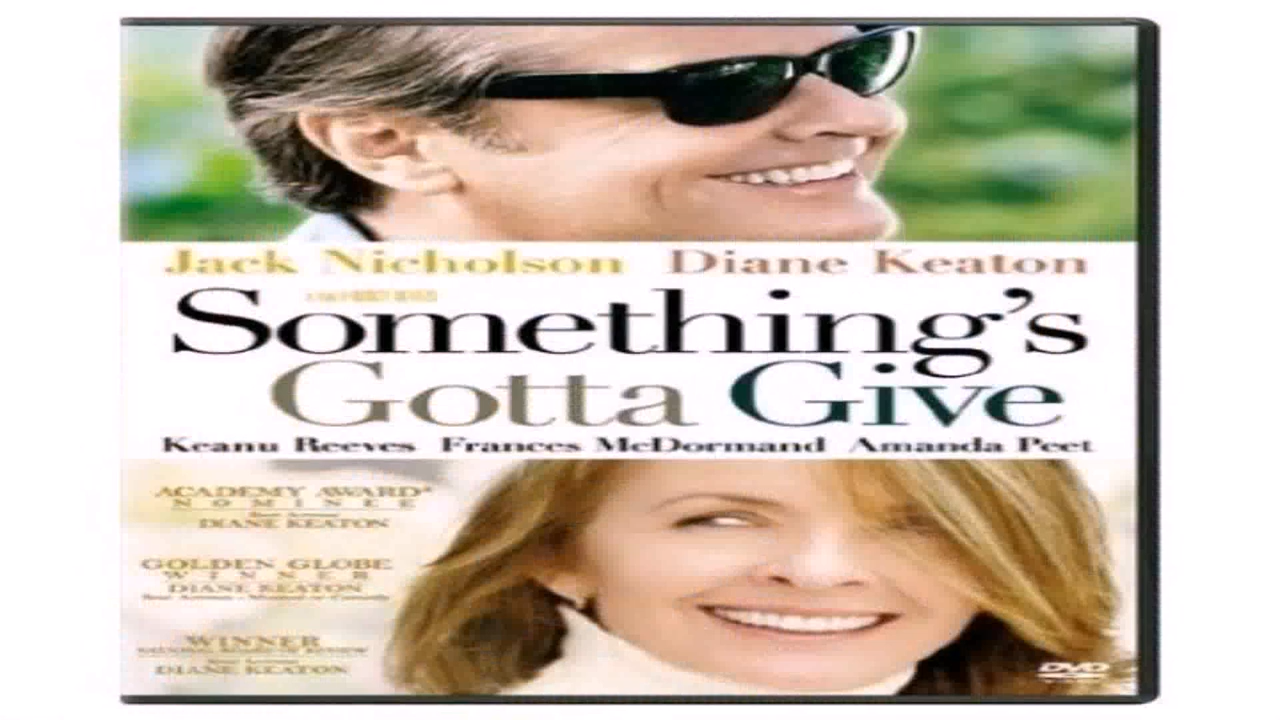 Jack Nicholson Diane Keaton
Something's
Gotta Give
Keanu Reeves Frances McDormand Amanda Peet
ACADEMY AWARD®
NOMINEE
DIANE KEATON
GOLDEN GLOBE
WINNER
DIANE KEATON
WINNER
DIANE KEATON
DVD